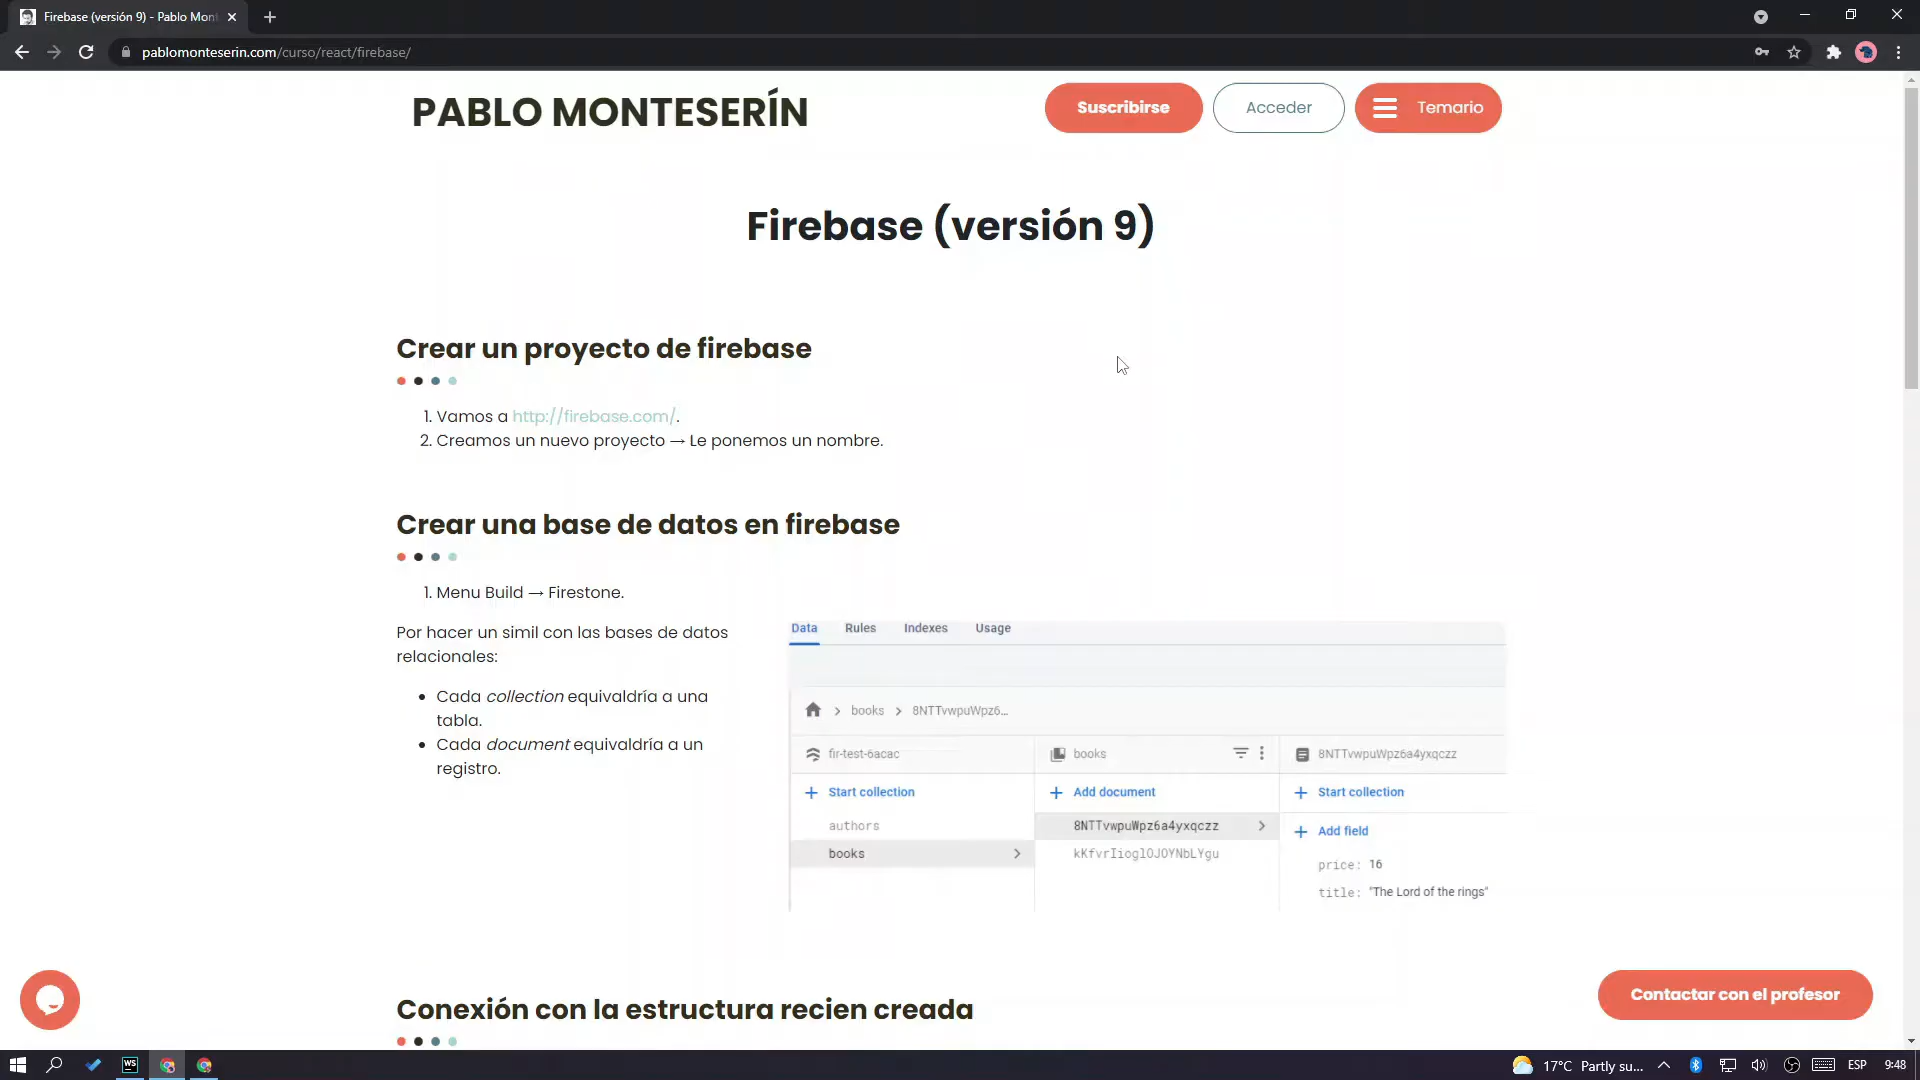 Firebase (versión 9) - Pablo Mont
pablomonteserin.com/curso/react/firebase/
PABLO MONTESERÍN
Suscribirse
Acceder
Temario
Firebase (versión 9)
Crear un proyecto de firebase
1. Vamos a http://firebase.com/.
2. Creamos un nuevo proyecto → Le ponemos un nombre.
Crear una base de datos en firebase
1. Menu Build → Firestone.
Por hacer un simil con las bases de datos
relacionales:
• Cada collection equivaldría a una
tabla.
• Cada document equivaldría a un
registro.
Data Rules Indexes Usage
books > 8NTTvwpuWpz6...
fir-test-6acac
books
8NTTvwpuWpz6a4yxqczz
+ Start collection
+ Add document
+ Start collection
authors
8NTTvwpuWpz6a4yxqczz
+ Add field
books
kKfvrIioglOJOYNbLYgu
price: 16
title: "The Lord of the rings"
Contactar con el profesor
Conexión con la estructura recien creada
WS
17°C Partly su...
ESP
9:48